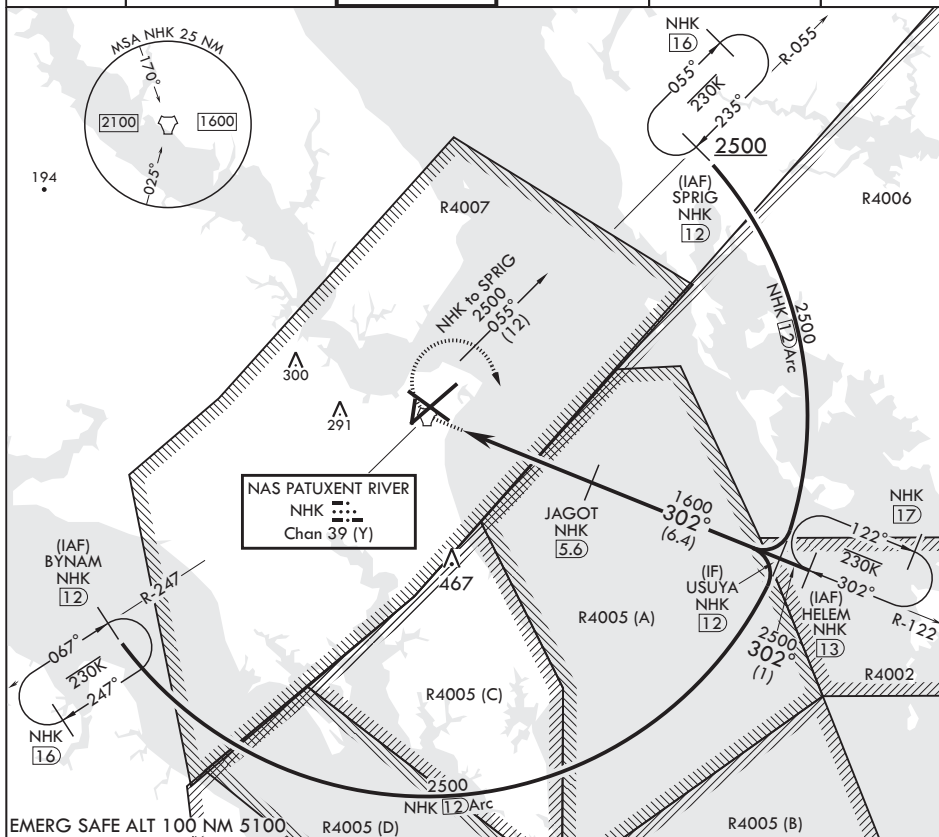 MSA NHK 25 NM
170°
2100
1600
025°
194
NHK
16
055°
230K
235°
R-055
2500
(IAF)
SPRIG
NHK
12
R4006
R4007
NHK to SPRIG
2500
055°
(12)
2500
NHK 12 Arc
300
291
NAS PATUXENT RIVER
NHK
Chan 39 (Y)
JAGOT
NHK
5.6
1600
302°
(6.4)
NHK
17
122°
230K
302°
R-122
(IAF)
HELEM
NHK
13
(IF)
USUYA
NHK
12
2500
302°
(1)
R4002
(IAF)
BYNAM
NHK
12
R-247
067°
230K
247°
NHK
16
467
R4005 (A)
R4005 (C)
2500
NHK 12 Arc
EMERG SAFE ALT 100 NM 5100
R4005 (D)
R4005 (B)